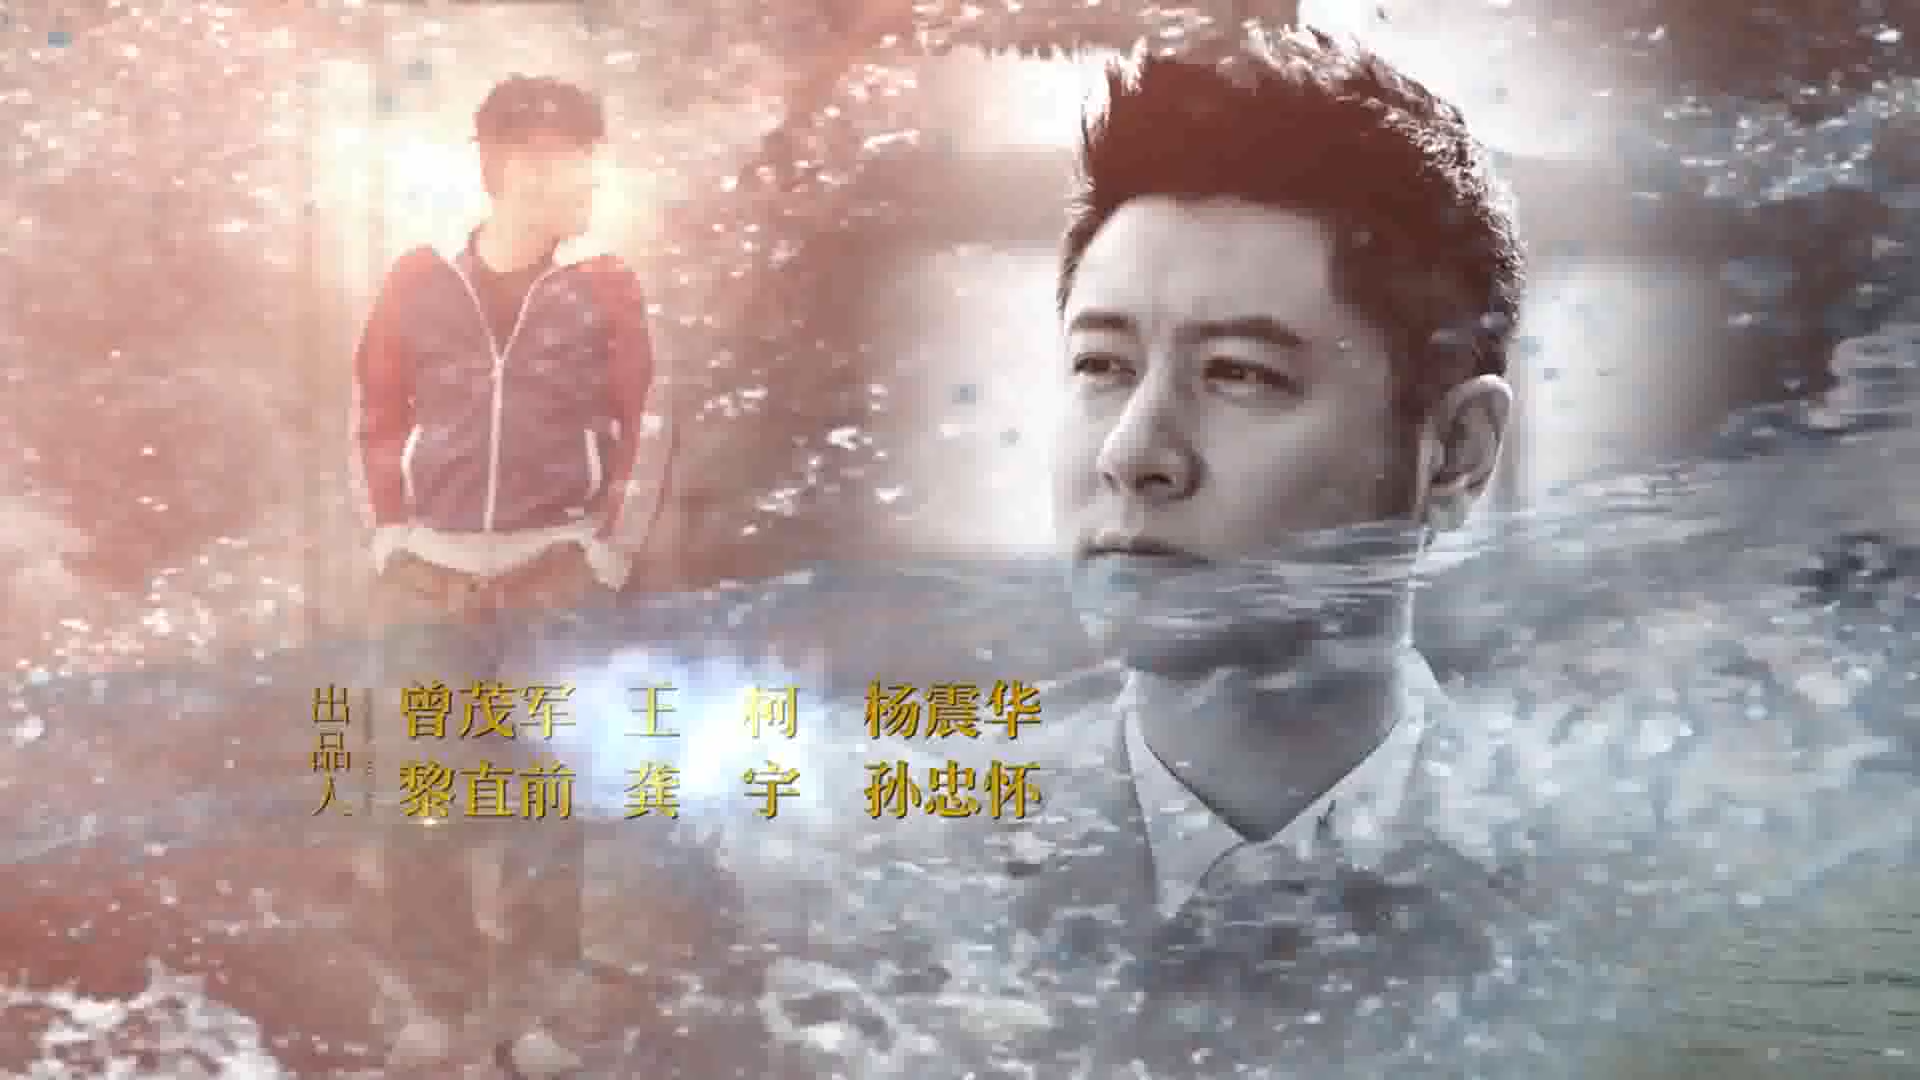 出品人
曾茂军 王 柯 杨震华
黎直前 龚 宇 孙忠怀